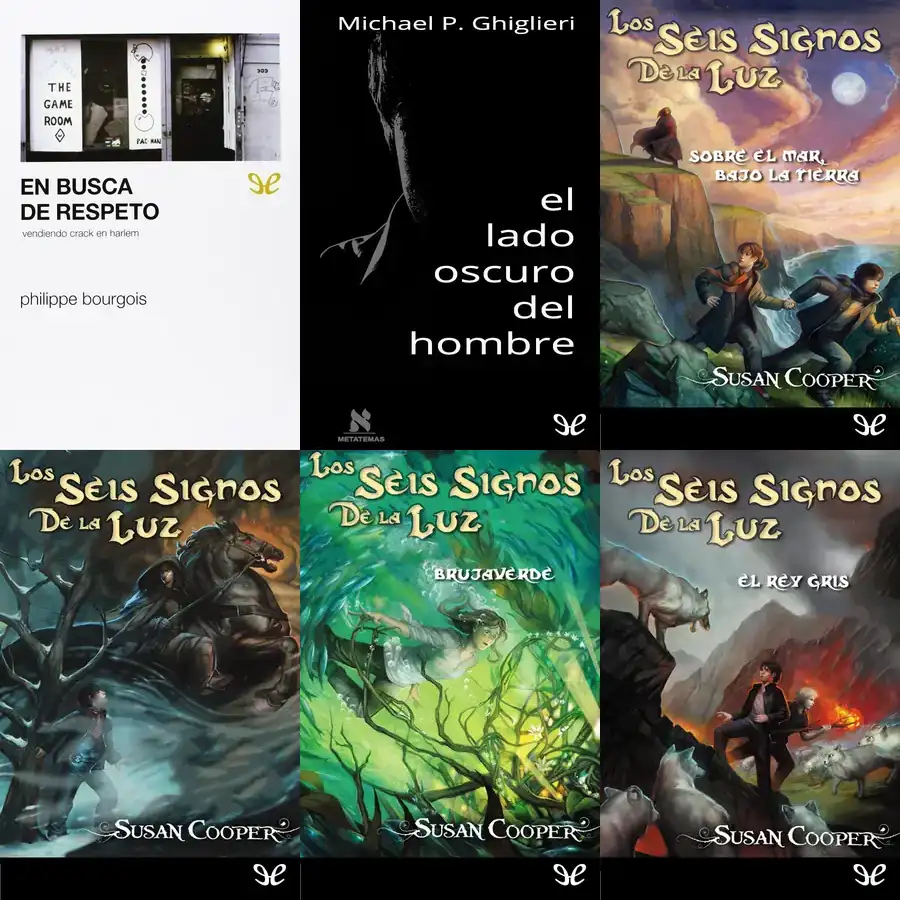 THE
GAME
ROOM
PAC-MAN
303
EN BUSCA
DE RESPETO
vendiendo crack en harlem
philippe bourgois
Michael P. Ghiglieri
el
lado
oscuro
del
hombre
METATEMAS
Los
Seis Signos
De la Luz
SOBRE EL MAR,
BAJO LA TIERRA
SUSAN COOPER
Los
Seis Signos
De la Luz
SUSAN COOPER
Los
Seis Signos
De la Luz
BRUJAVERDE
SUSAN COOPER
Los
Seis Signos
De la Luz
EL REY GRIS
SUSAN COOPER